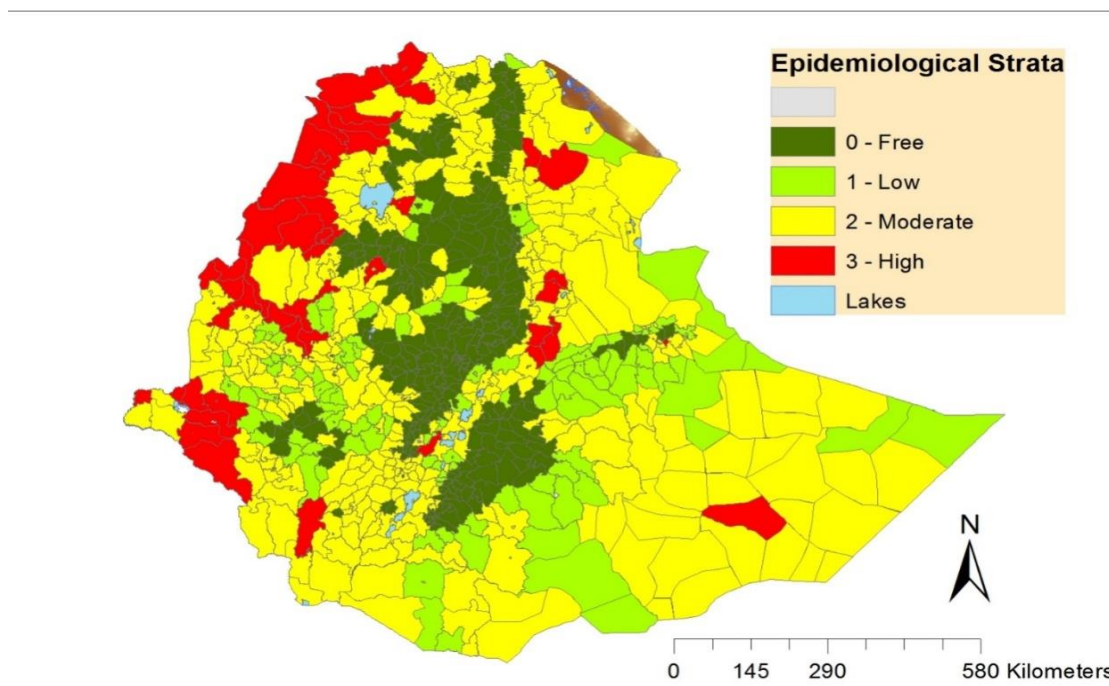 Epidemiological Strata
0 - Free
1 - Low
2 - Moderate
3 - High
Lakes
N
0 145 290 580 Kilometers